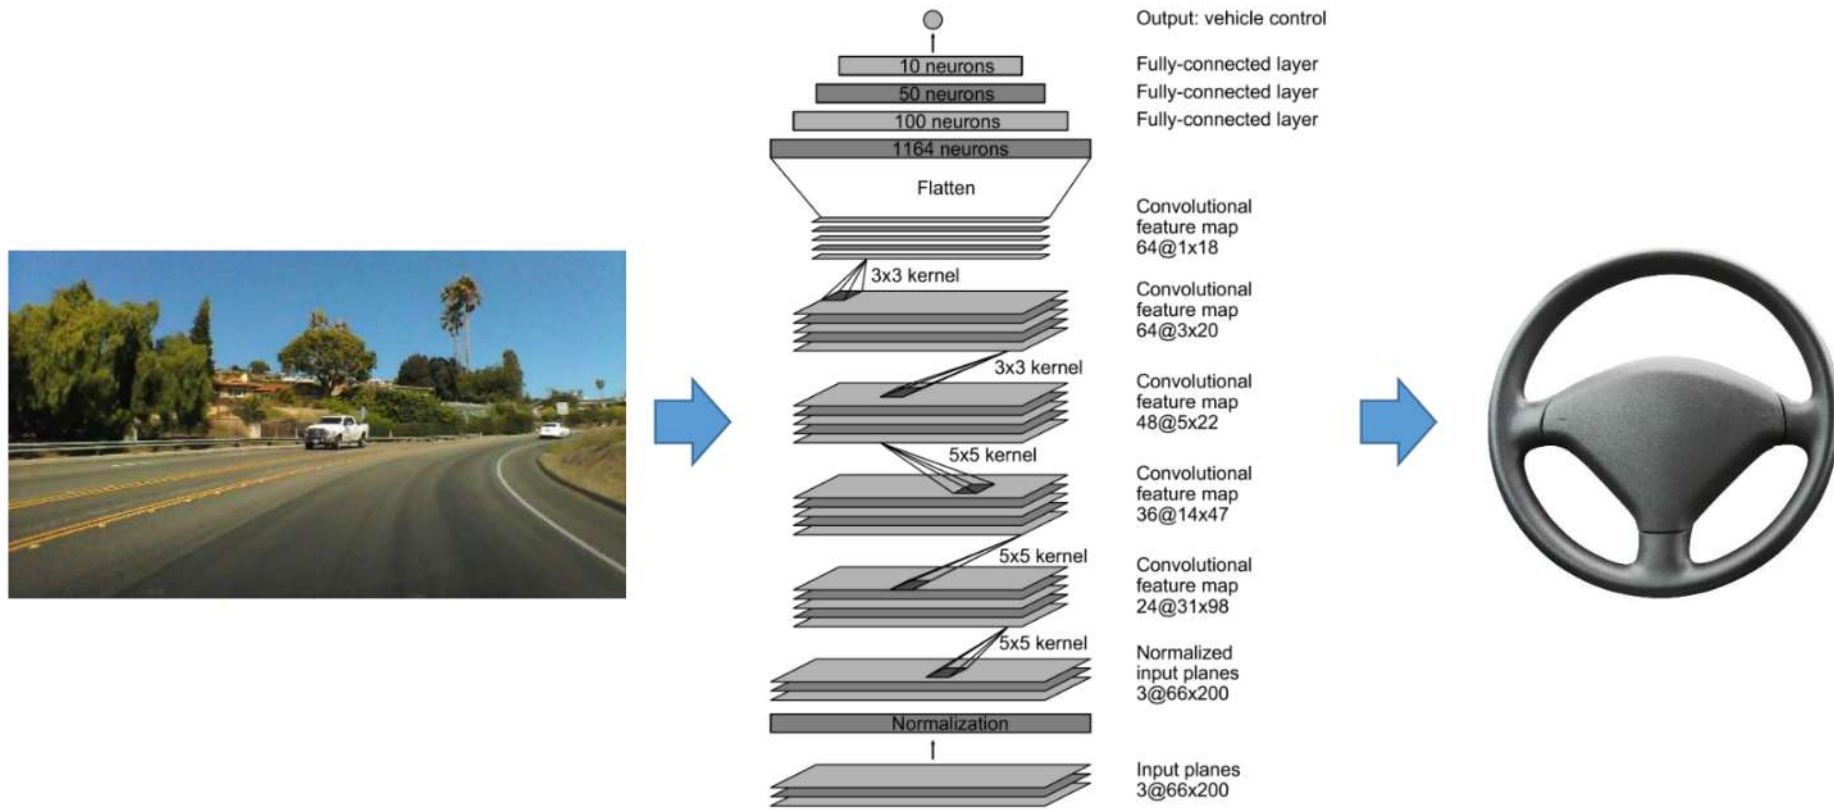 Output: vehicle control
10 neurons
Fully-connected layer
50 neurons
Fully-connected layer
100 neurons
Fully-connected layer
1164 neurons
Flatten
Convolutional
feature map
64@1x18
3x3 kernel
Convolutional
feature map
64@3x20
3x3 kernel
Convolutional
feature map
48@5x22
5x5 kernel
Convolutional
feature map
36@14x47
5x5 kernel
Convolutional
feature map
24@31x98
5x5 kernel
Normalized
input planes
3@66x200
Normalization
Input planes
3@66x200